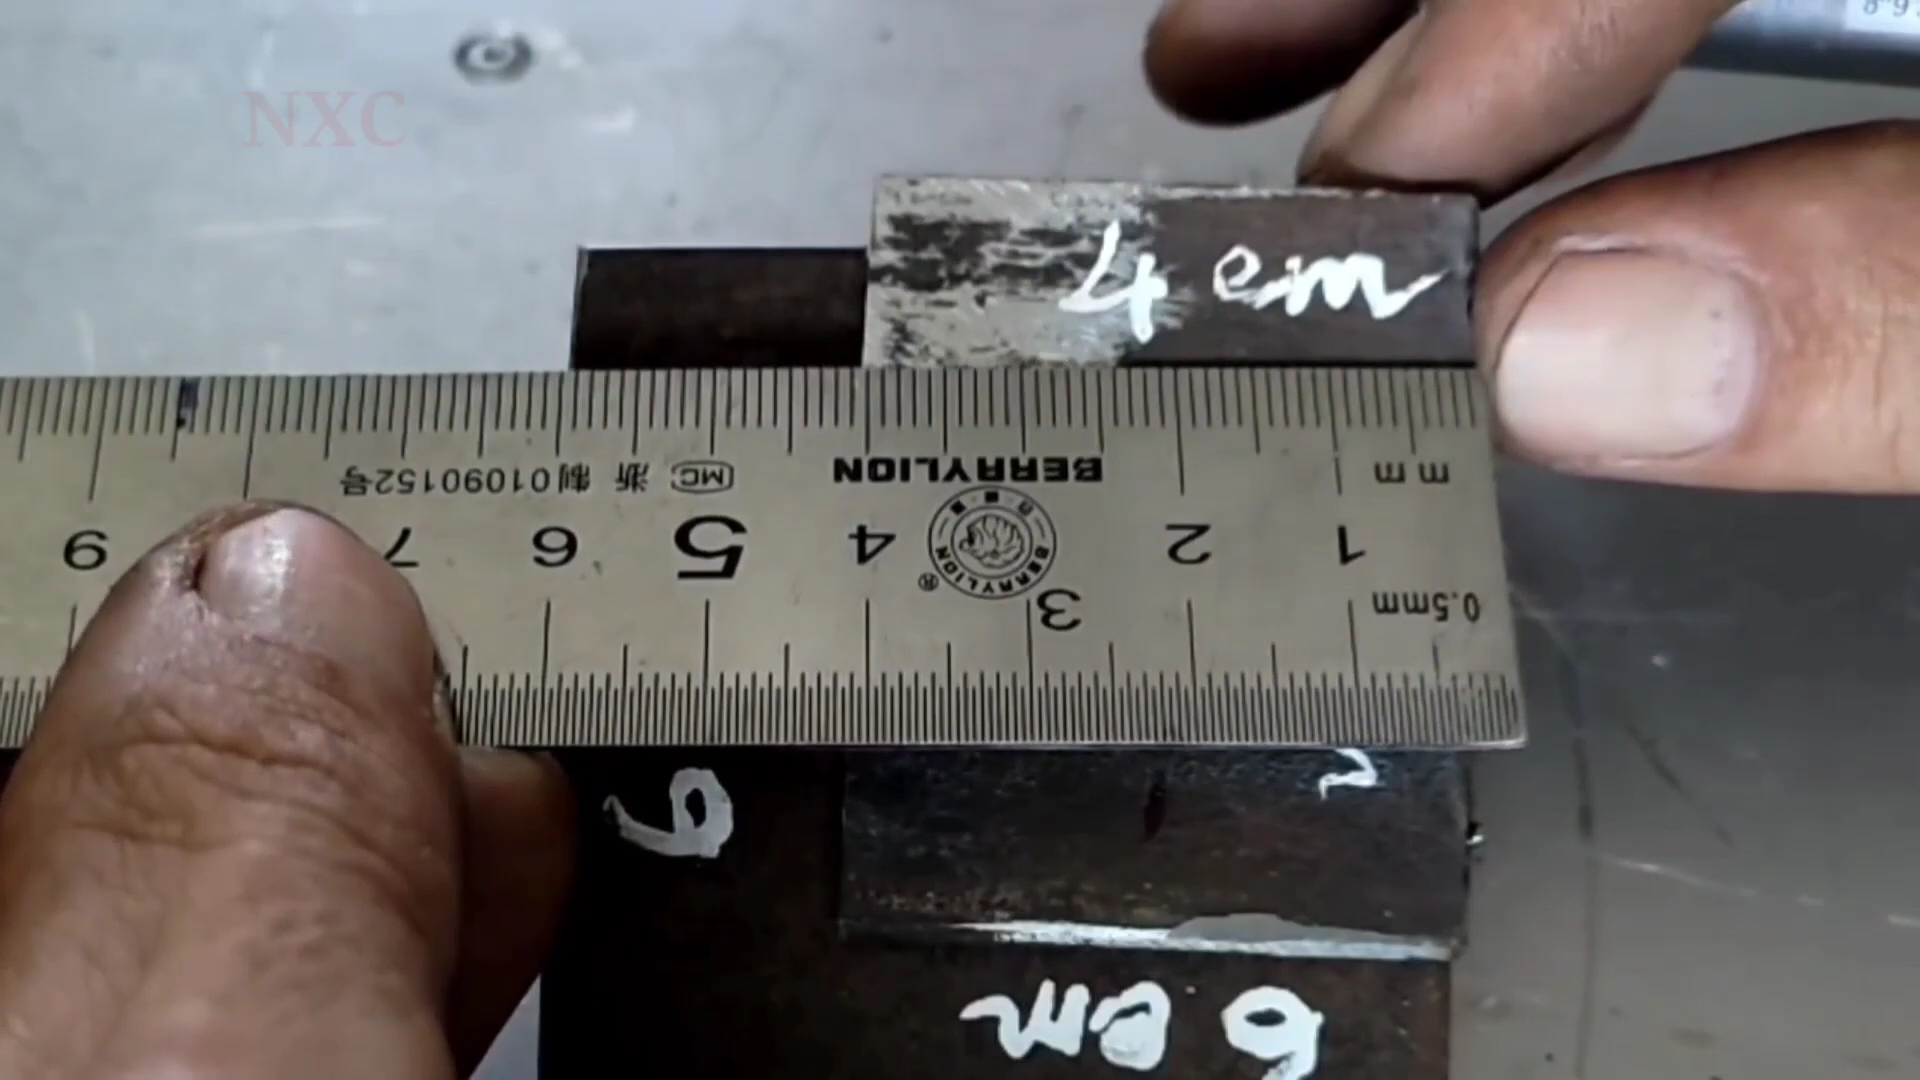 NXC
4 cm
mm
BERRYLION
MC 浙制01090152号
1 2 3 4 5 6 7 9
BERRYLION
®
0.5mm
6
6 cm